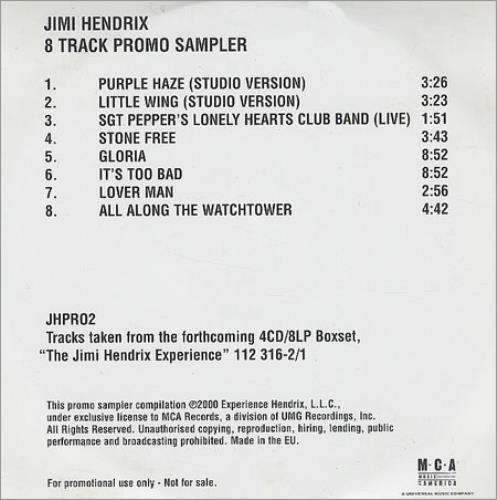 JIMI HENDRIX
8 TRACK PROMO SAMPLER
1. PURPLE HAZE (STUDIO VERSION) 3:26
2. LITTLE WING (STUDIO VERSION) 3:23
3. SGT PEPPER'S LONELY HEARTS CLUB BAND (LIVE) 1:51
4. STONE FREE 3:43
5. GLORIA 8:52
6. IT'S TOO BAD 8:52
7. LOVER MAN 2:56
8. ALL ALONG THE WATCHTOWER 4:42
JHPRO2
Tracks taken from the forthcoming 4CD/8LP Boxset,
"The Jimi Hendrix Experience" 112 316-2/1
This promo sampler compilation ℗2000 Experience Hendrix, L.L.C.,
under exclusive license to MCA Records, a division of UMG Recordings, Inc.
All Rights Reserved. Unauthorised copying, reproduction, hiring, lending, public
performance and broadcasting prohibited. Made in the EU.
For promotional use only - Not for sale.
M·C·A
MUSIC
CAMERICA
A UNIVERSAL MUSIC COMPANY